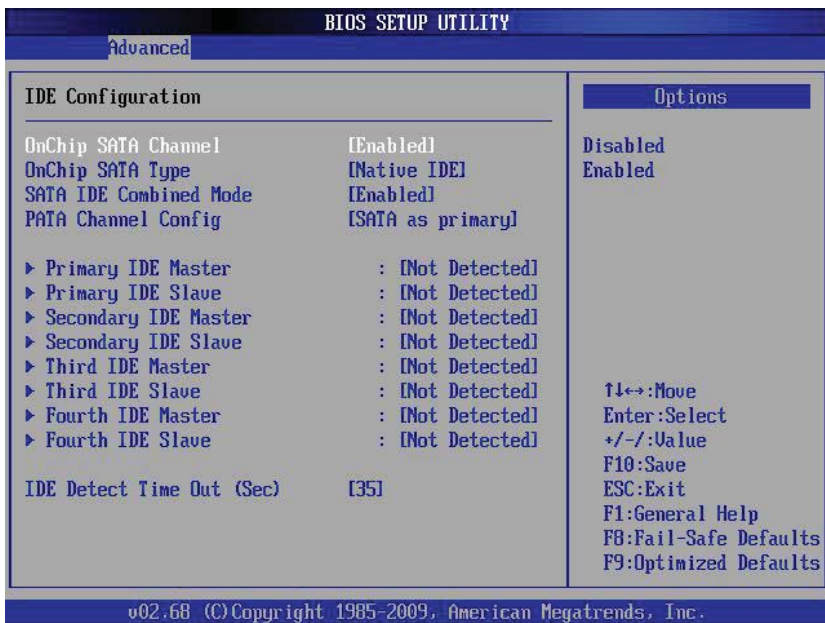 BIOS SETUP UTILITY
Advanced
IDE Configuration
OnChip SATA Channel [Enabled]
OnChip SATA Type [Native IDE]
SATA IDE Combined Mode [Enabled]
PATA Channel Config [SATA as primary]
Primary IDE Master : [Not Detected]
Primary IDE Slave : [Not Detected]
Secondary IDE Master : [Not Detected]
Secondary IDE Slave : [Not Detected]
Third IDE Master : [Not Detected]
Third IDE Slave : [Not Detected]
Fourth IDE Master : [Not Detected]
Fourth IDE Slave : [Not Detected]
IDE Detect Time Out (Sec) [35]
Options
Disabled
Enabled
↑↓←→:Move
Enter:Select
+/-/:Value
F10:Save
ESC:Exit
F1:General Help
F8:Fail-Safe Defaults
F9:Optimized Defaults
v02.68 (C)Copyright 1985-2009, American Megatrends, Inc.